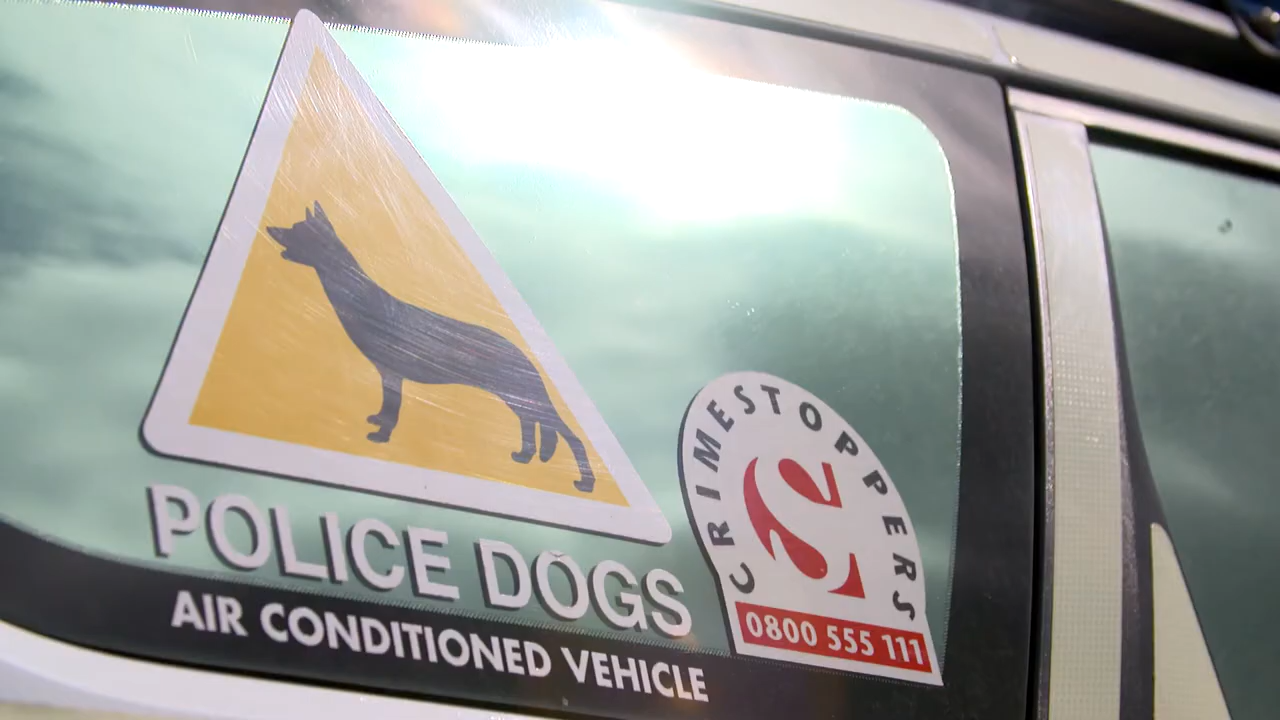 POLICE DOGS
AIR CONDITIONED VEHICLE
CRIMESTOPPERS
0800 555 111